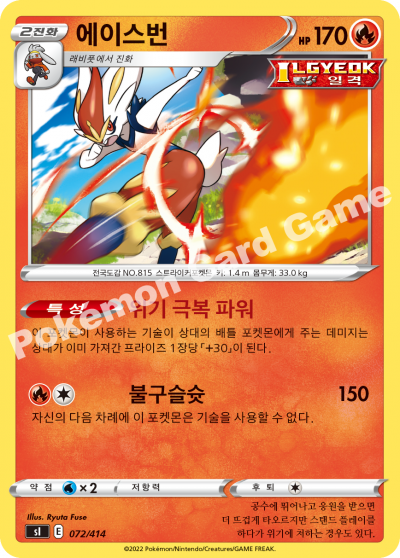 2진화
에이스번
HP 170
래비풋에서 진화
ILGYEOK
일격
전국도감 NO.815 스트라이커포켓몬 키: 1.4 m 몸무게: 33.0 kg
특성 위기 극복 파워
이 포켓몬이 사용하는 기술이 상대의 배틀 포켓몬에게 주는 데미지는
상대가 이미 가져간 프라이즈 1장당 「+30」이 된다.
불구슬슛 150
자신의 다음 차례에 이 포켓몬은 기술을 사용할 수 없다.
약점 ×2 저항력 후퇴
Illus. Ryuta Fuse
sI E 072/414
공수에 뛰어나고 응원을 받으면
더 뜨겁게 타오르지만 스탠드 플레이를
하다가 위기에 처하는 경우도 있다.
©2022 Pokémon/Nintendo/Creatures/GAME FREAK.
Pokémon Card Game